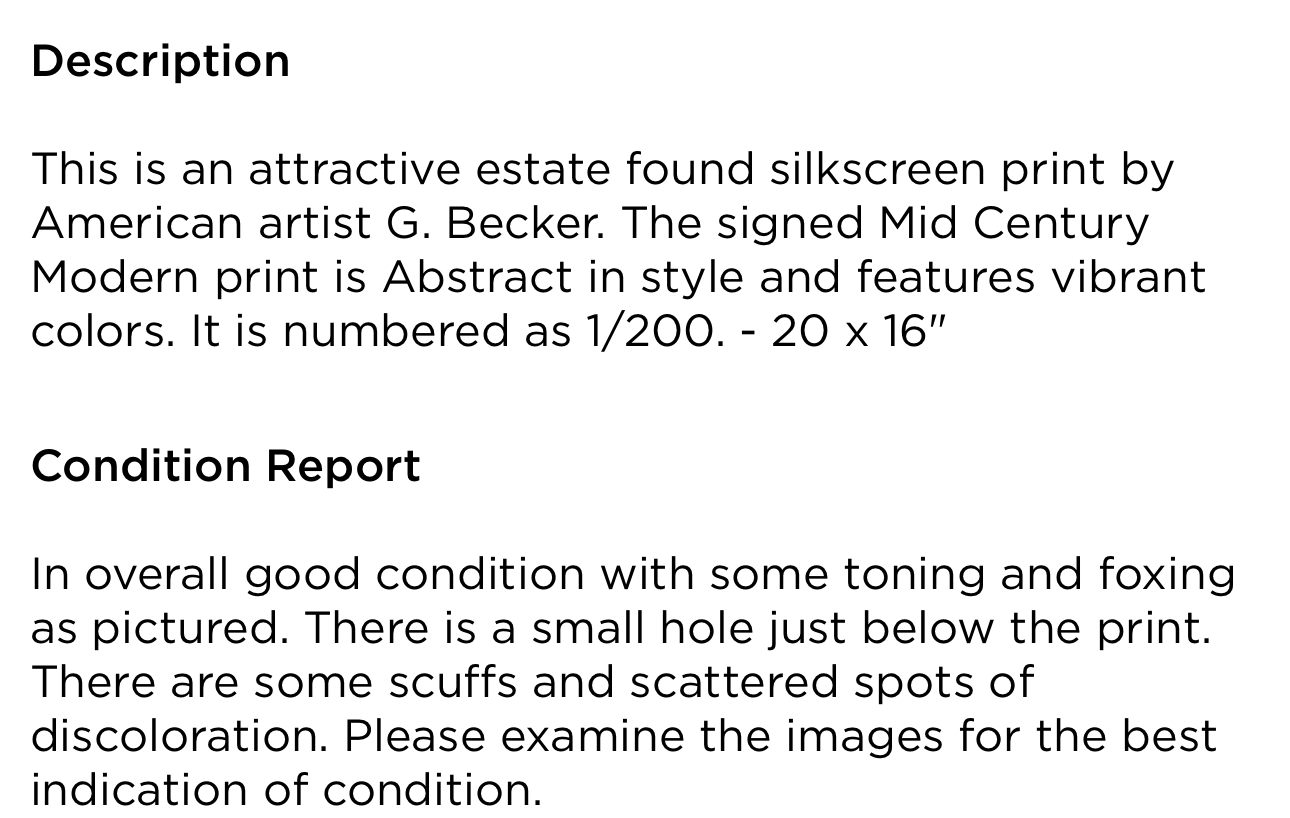 Description
This is an attractive estate found silkscreen print by
American artist G. Becker. The signed Mid Century
Modern print is Abstract in style and features vibrant
colors. It is numbered as 1/200. - 20 x 16"
Condition Report
In overall good condition with some toning and foxing
as pictured. There is a small hole just below the print.
There are some scuffs and scattered spots of
discoloration. Please examine the images for the best
indication of condition.